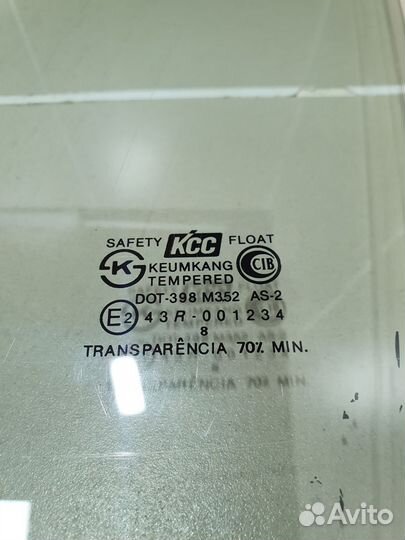 SAFETY KCC FLOAT
KEUMKANG CIB
TEMPERED
DOT-398 M352 AS-2
E2 43R-001234
8
TRANSPARÊNCIA 70% MIN.
Avito